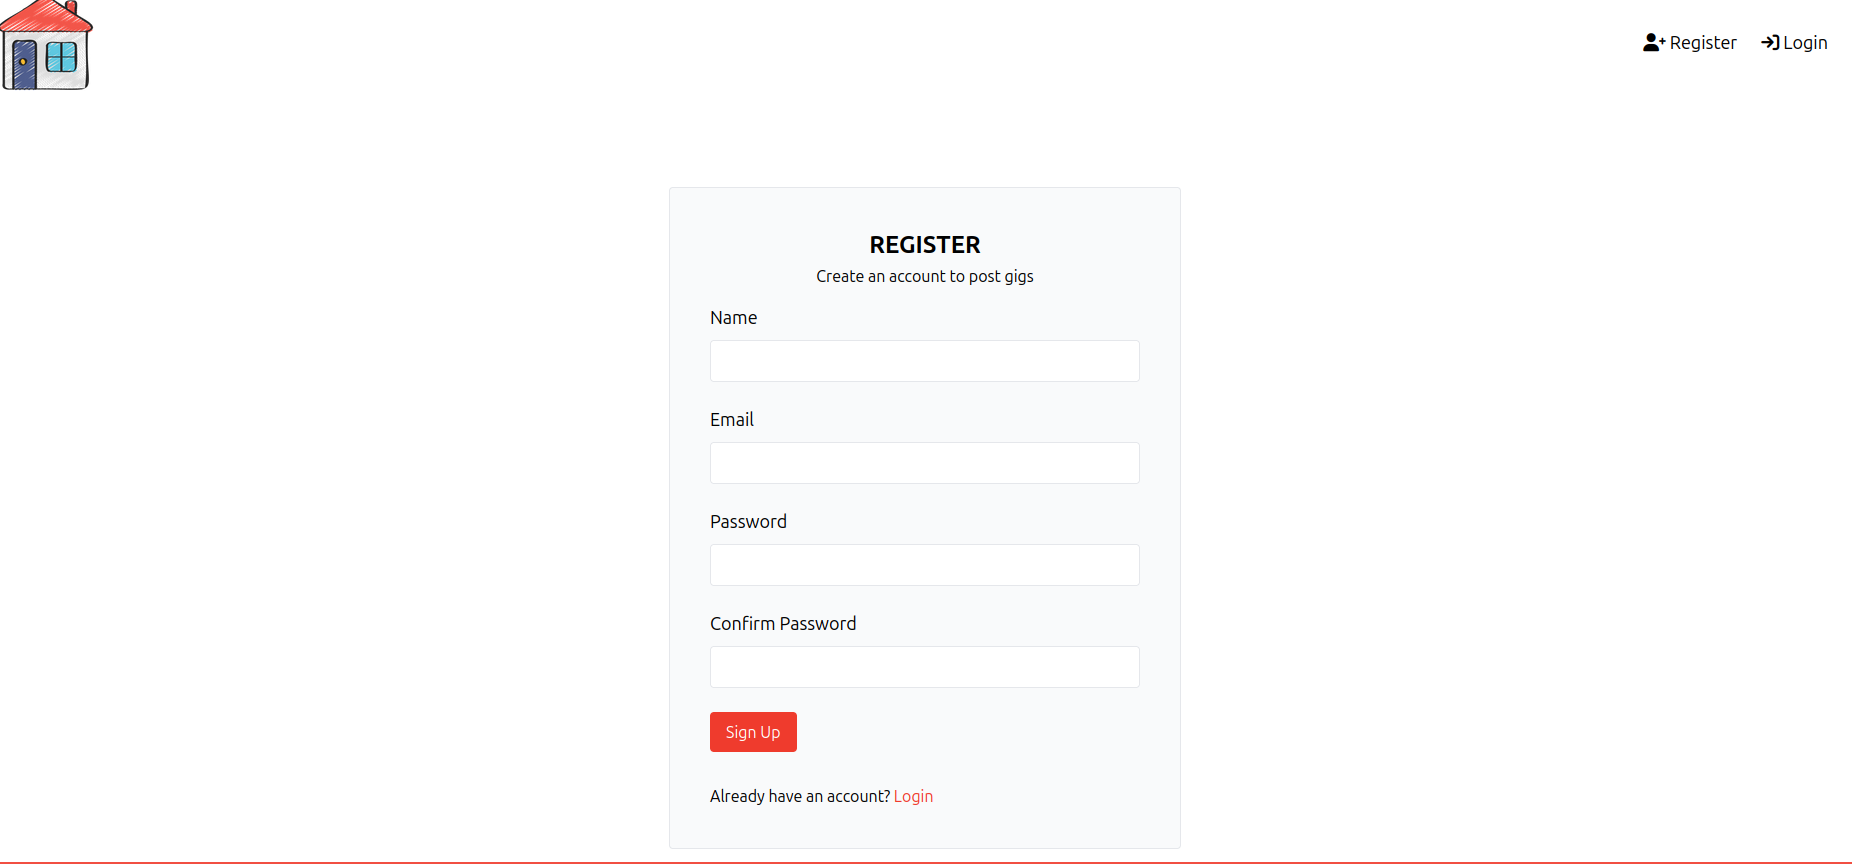 Register Login
REGISTER
Create an account to post gigs
Name
Email
Password
Confirm Password
Sign Up
Already have an account? Login